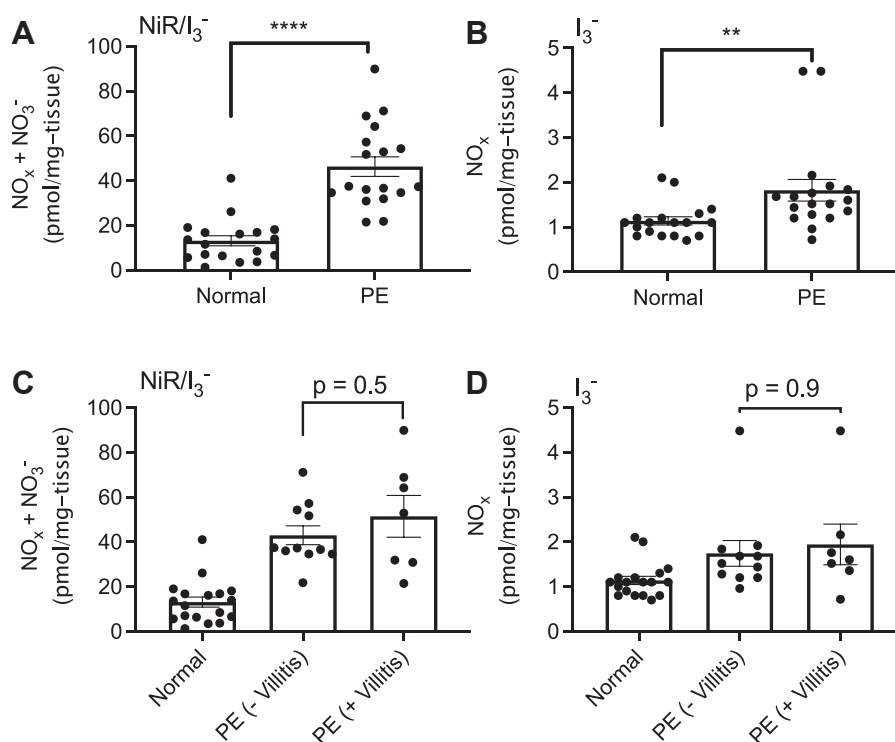 A
NiR/I₃⁻
****
NOₓ + NO₃⁻
(pmol/mg–tissue)
100
80
60
40
20
0
Normal
PE
B
I₃⁻
**
NOₓ
(pmol/mg–tissue)
5
4
3
2
1
0
Normal
PE
C
NiR/I₃⁻
p = 0.5
NOₓ + NO₃⁻
(pmol/mg–tissue)
100
80
60
40
20
0
Normal
PE (- Villitis)
PE (+ Villitis)
D
I₃⁻
p = 0.9
NOₓ
(pmol/mg–tissue)
5
4
3
2
1
0
Normal
PE (- Villitis)
PE (+ Villitis)